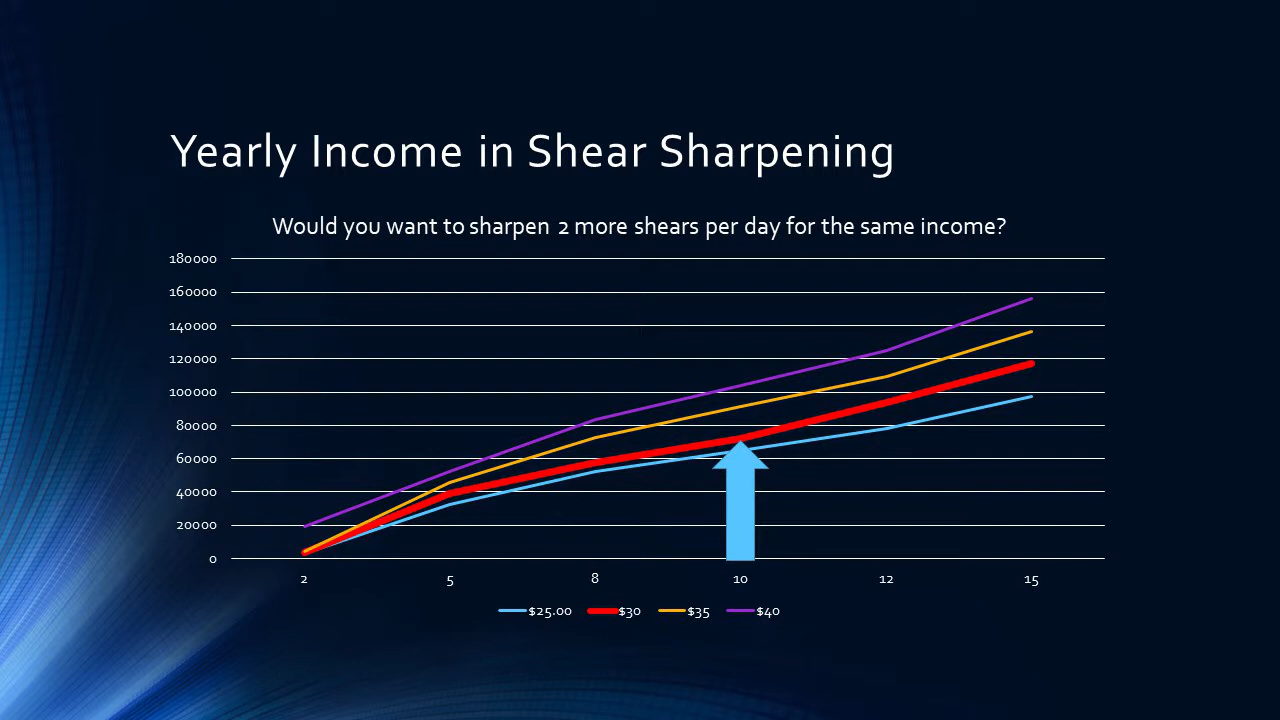 Yearly Income in Shear Sharpening
Would you want to sharpen 2 more shears per day for the same income?
180000
160000
140000
120000
100000
80000
60000
40000
20000
0
2 5 8 10 12 15
$25.00 $30 $35 $40